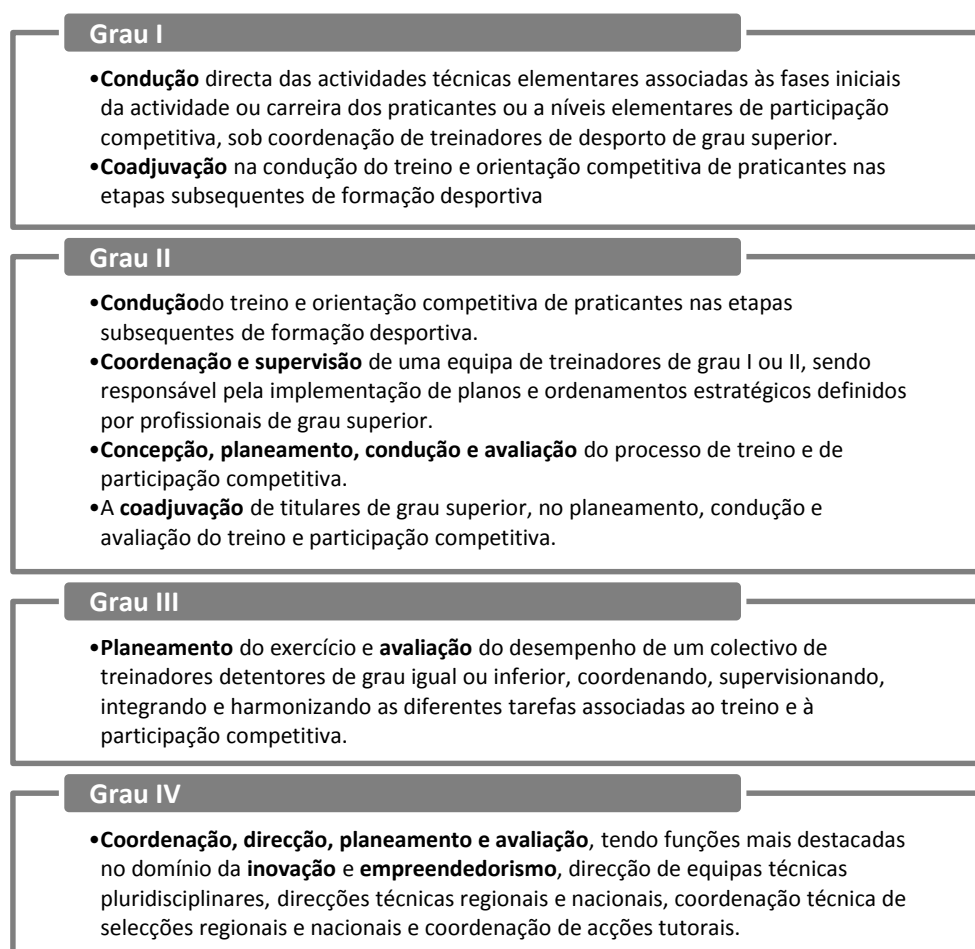 Grau I
•Condução directa das actividades técnicas elementares associadas às fases iniciais
da actividade ou carreira dos praticantes ou a níveis elementares de participação
competitiva, sob coordenação de treinadores de desporto de grau superior.
•Coadjuvação na condução do treino e orientação competitiva de praticantes nas
etapas subsequentes de formação desportiva
Grau II
•Conduçãodo treino e orientação competitiva de praticantes nas etapas
subsequentes de formação desportiva.
•Coordenação e supervisão de uma equipa de treinadores de grau I ou II, sendo
responsável pela implementação de planos e ordenamentos estratégicos definidos
por profissionais de grau superior.
•Concepção, planeamento, condução e avaliação do processo de treino e de
participação competitiva.
•A coadjuvação de titulares de grau superior, no planeamento, condução e
avaliação do treino e participação competitiva.
Grau III
•Planeamento do exercício e avaliação do desempenho de um colectivo de
treinadores detentores de grau igual ou inferior, coordenando, supervisionando,
integrando e harmonizando as diferentes tarefas associadas ao treino e à
participação competitiva.
Grau IV
•Coordenação, direcção, planeamento e avaliação, tendo funções mais destacadas
no domínio da inovação e empreendedorismo, direcção de equipas técnicas
pluridisciplinares, direcções técnicas regionais e nacionais, coordenação técnica de
selecções regionais e nacionais e coordenação de acções tutorais.